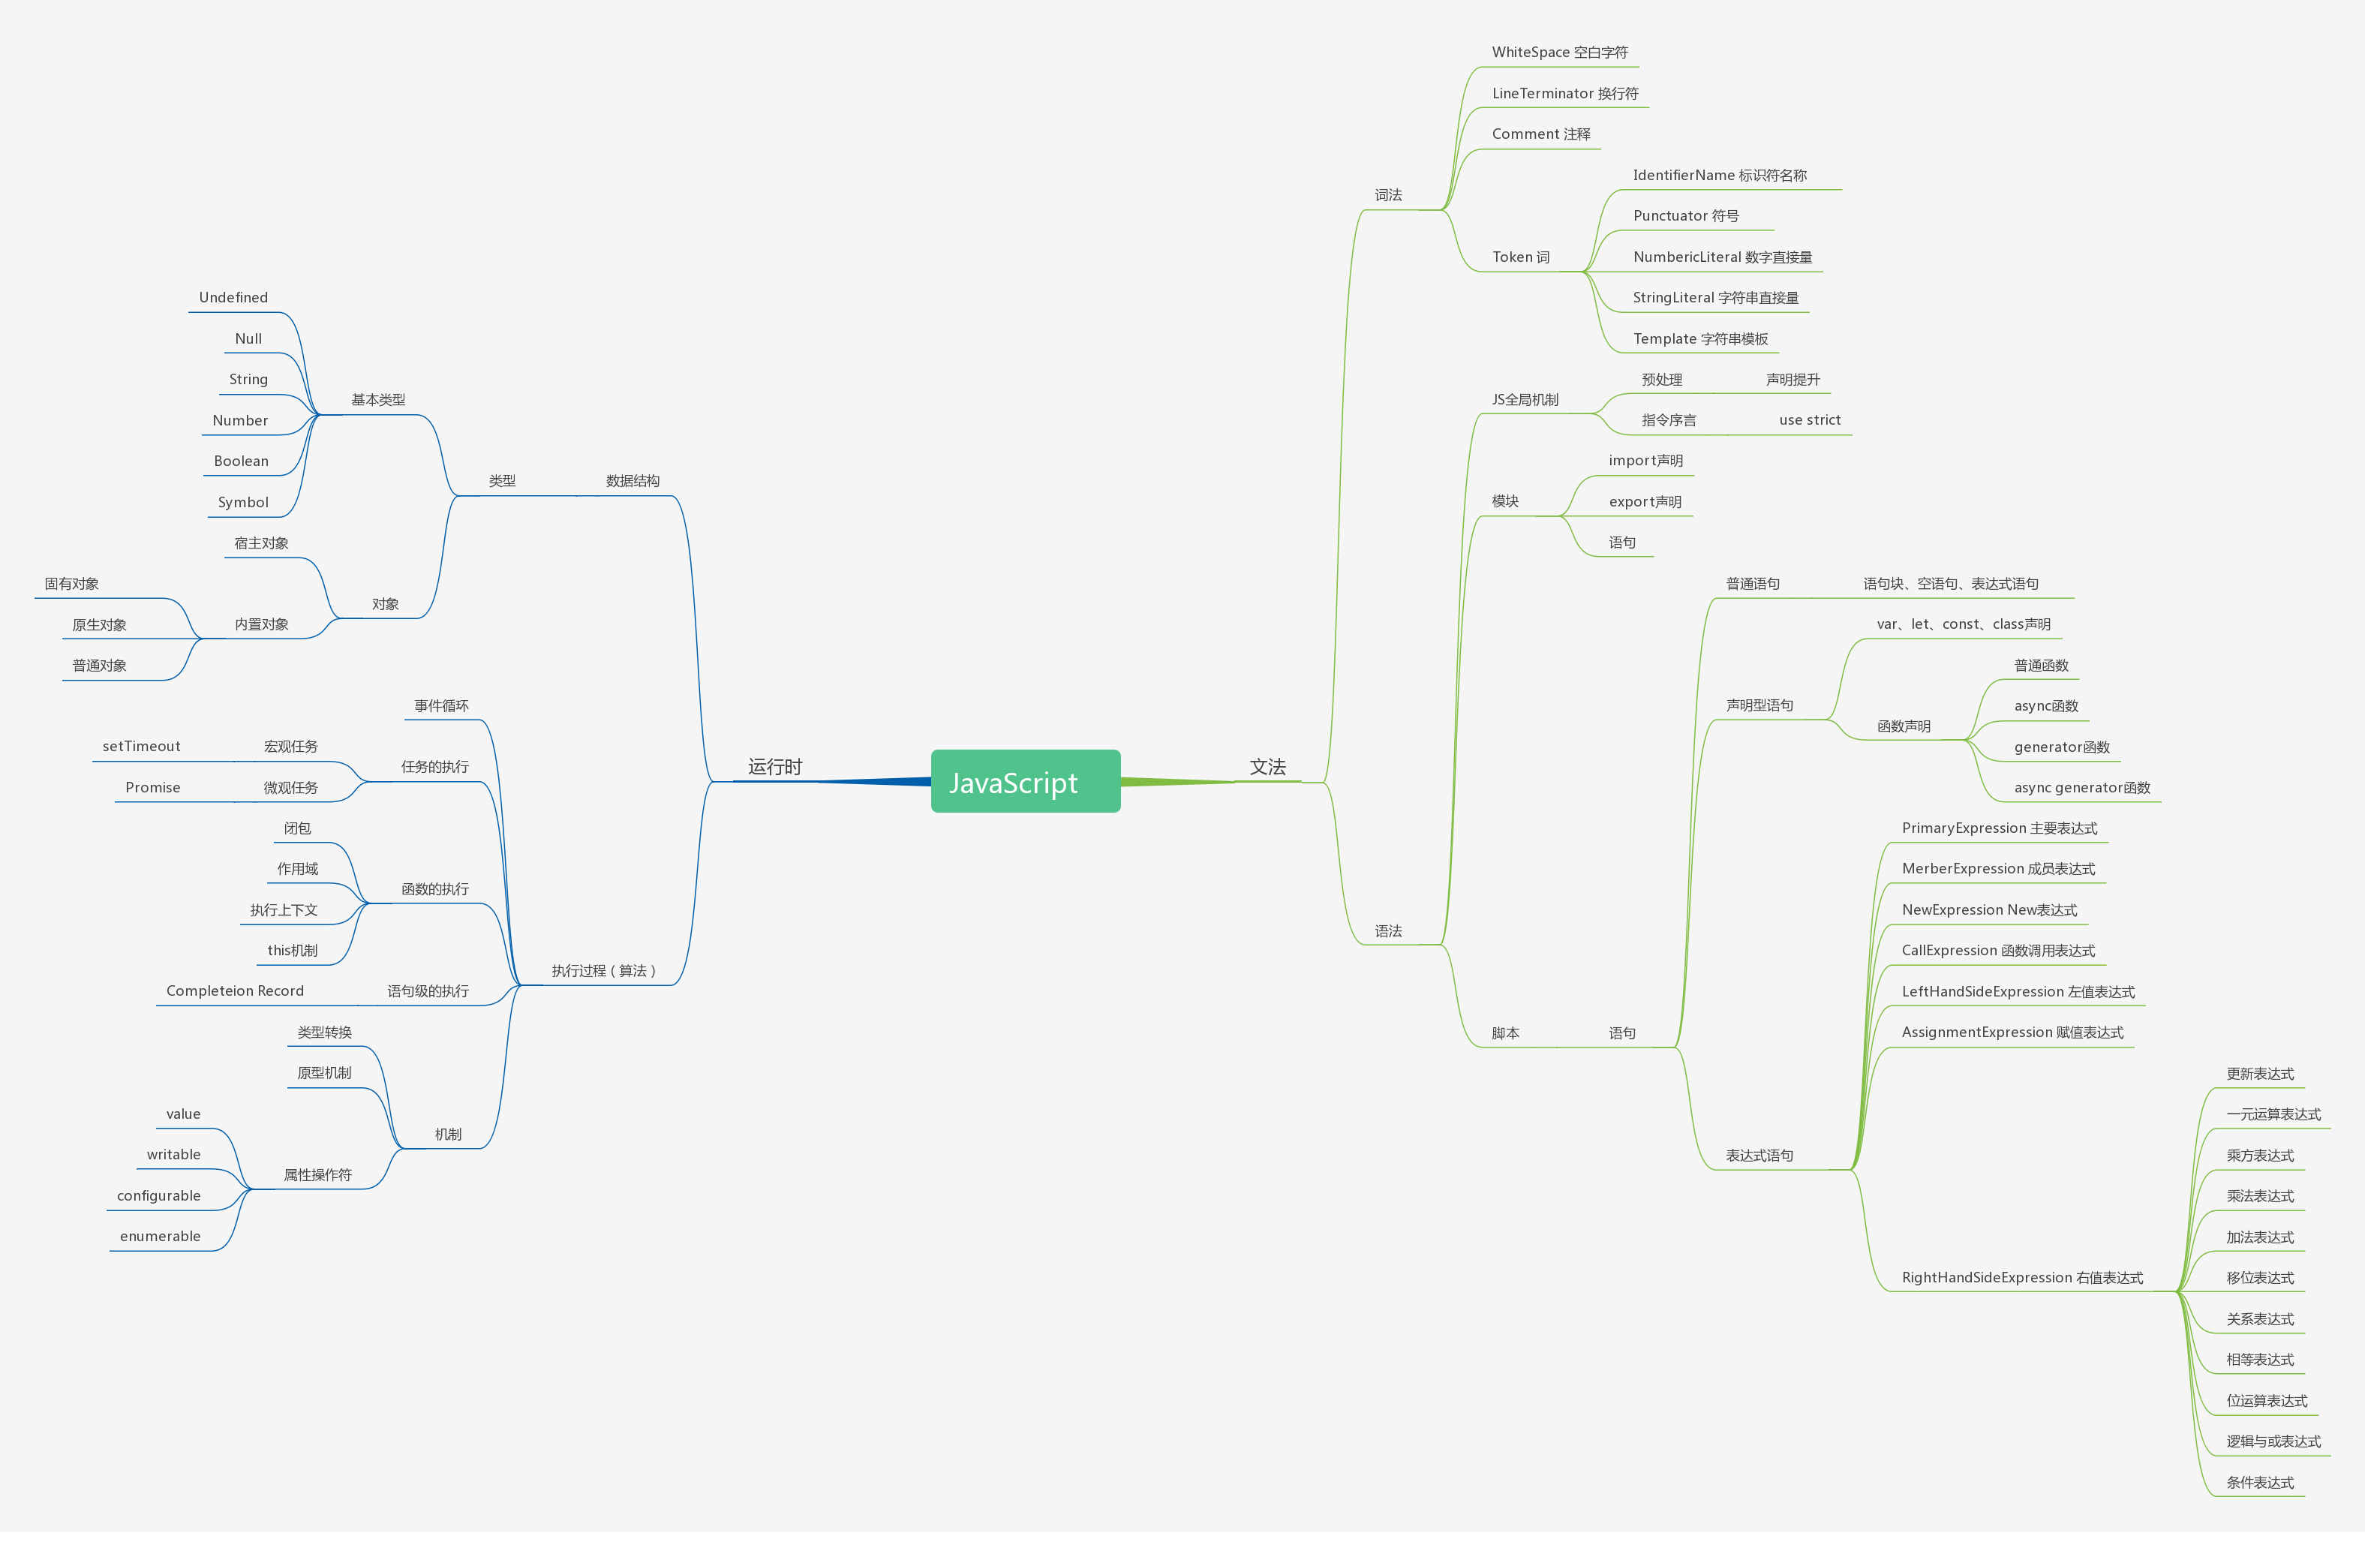 JavaScript
文法
词法
WhiteSpace 空白字符
LineTerminator 换行符
Comment 注释
Token 词
IdentifierName 标识符名称
Punctuator 符号
NumbericLiteral 数字直接量
StringLiteral 字符串直接量
Template 字符串模板
语法
JS全局机制
预处理
声明提升
指令序言
use strict
模块
import声明
export声明
语句
脚本
语句
普通语句
语句块、空语句、表达式语句
声明型语句
var、let、const、class声明
函数声明
普通函数
async函数
generator函数
async generator函数
表达式语句
PrimaryExpression 主要表达式
MerberExpression 成员表达式
NewExpression New表达式
CallExpression 函数调用表达式
LeftHandSideExpression 左值表达式
AssignmentExpression 赋值表达式
RightHandSideExpression 右值表达式
更新表达式
一元运算表达式
乘方表达式
乘法表达式
加法表达式
移位表达式
关系表达式
相等表达式
位运算表达式
逻辑与或表达式
条件表达式
运行时
数据结构
类型
基本类型
Undefined
Null
String
Number
Boolean
Symbol
对象
宿主对象
内置对象
固有对象
原生对象
普通对象
执行过程（算法）
事件循环
任务的执行
宏观任务
setTimeout
微观任务
Promise
函数的执行
闭包
作用域
执行上下文
this机制
语句级的执行
Completeion Record
机制
类型转换
原型机制
属性操作符
value
writable
configurable
enumerable